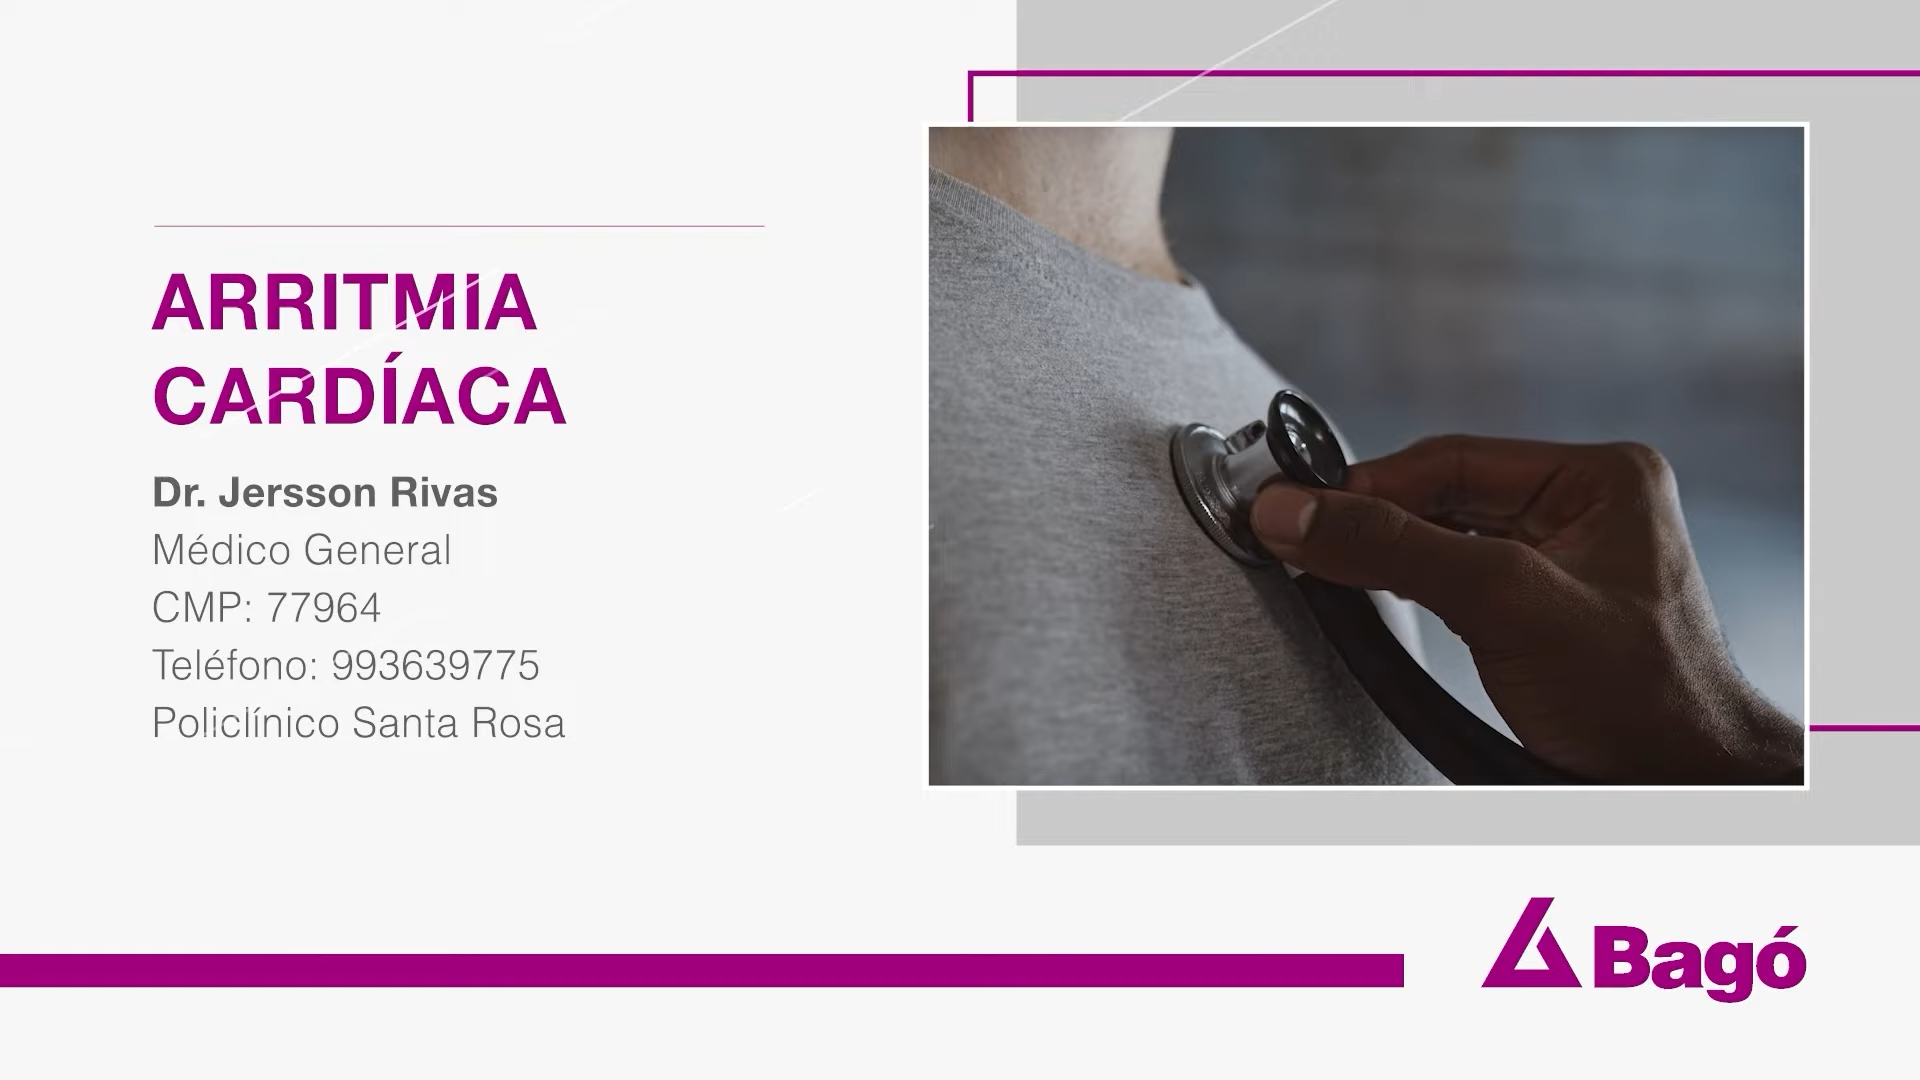 ARRITMIA
CARDÍACA
Dr. Jersson Rivas
Médico General
CMP: 77964
Teléfono: 993639775
Policlínico Santa Rosa
Bagó